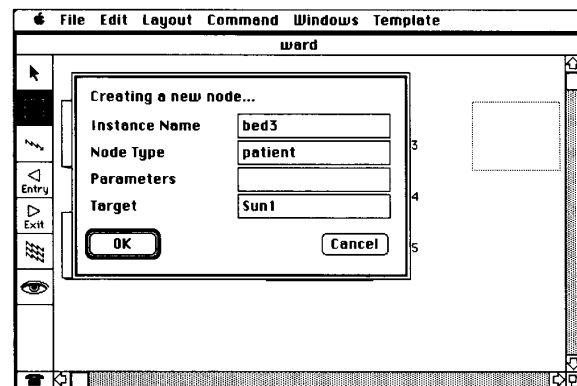 File Edit Layout Command Windows Template
ward
Creating a new node...
Instance Name bed3
Node Type patient
Parameters
Target Sun1
OK Cancel
3
4
5
Entry
Exit